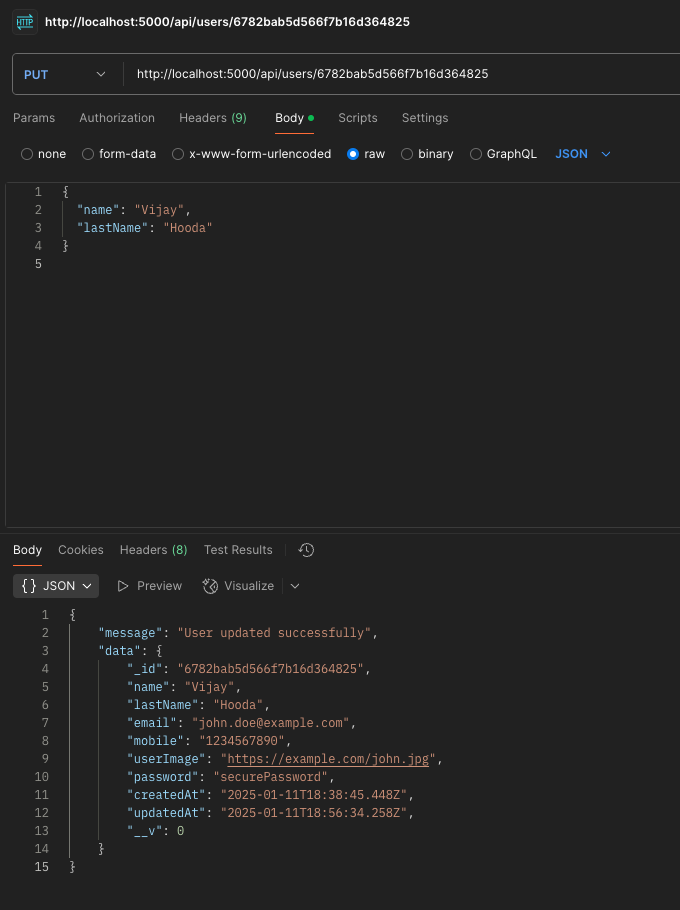 HTTP http://localhost:5000/api/users/6782bab5d566f7b16d364825
PUT http://localhost:5000/api/users/6782bab5d566f7b16d364825
Params Authorization Headers (9) Body Scripts Settings
none form-data x-www-form-urlencoded raw binary GraphQL JSON
1 {
2 "name": "Vijay",
3 "lastName": "Hooda"
4 }
5
Body Cookies Headers (8) Test Results
{} JSON Preview Visualize
1 {
2 "message": "User updated successfully",
3 "data": {
4 "_id": "6782bab5d566f7b16d364825",
5 "name": "Vijay",
6 "lastName": "Hooda",
7 "email": "john.doe@example.com",
8 "mobile": "1234567890",
9 "userImage": "https://example.com/john.jpg",
10 "password": "securePassword",
11 "createdAt": "2025-01-11T18:38:45.448Z",
12 "updatedAt": "2025-01-11T18:56:34.258Z",
13 "__v": 0
14 }
15 }